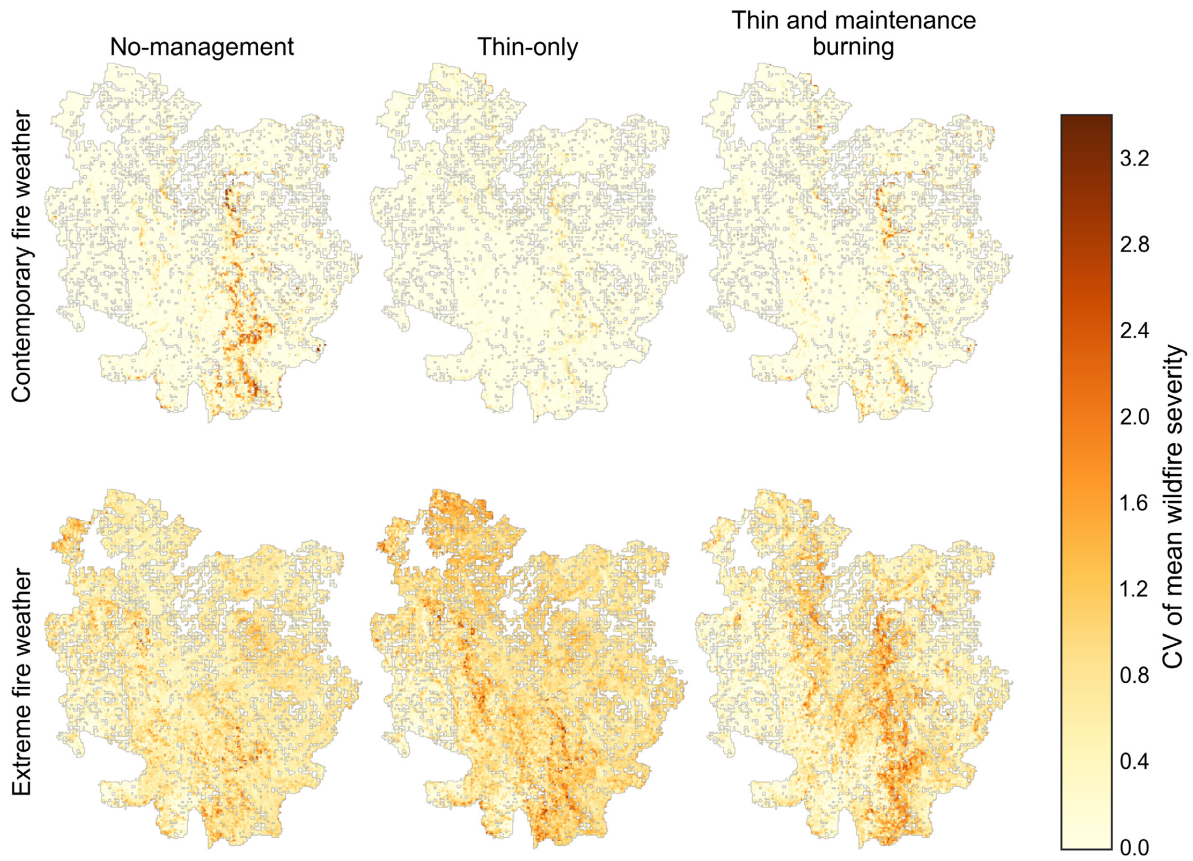 No-management
Thin-only
Thin and maintenance
burning
Contemporary fire weather
Extreme fire weather
3.2
2.8
2.4
2.0
1.6
1.2
0.8
0.4
0.0
CV of mean wildfire severity